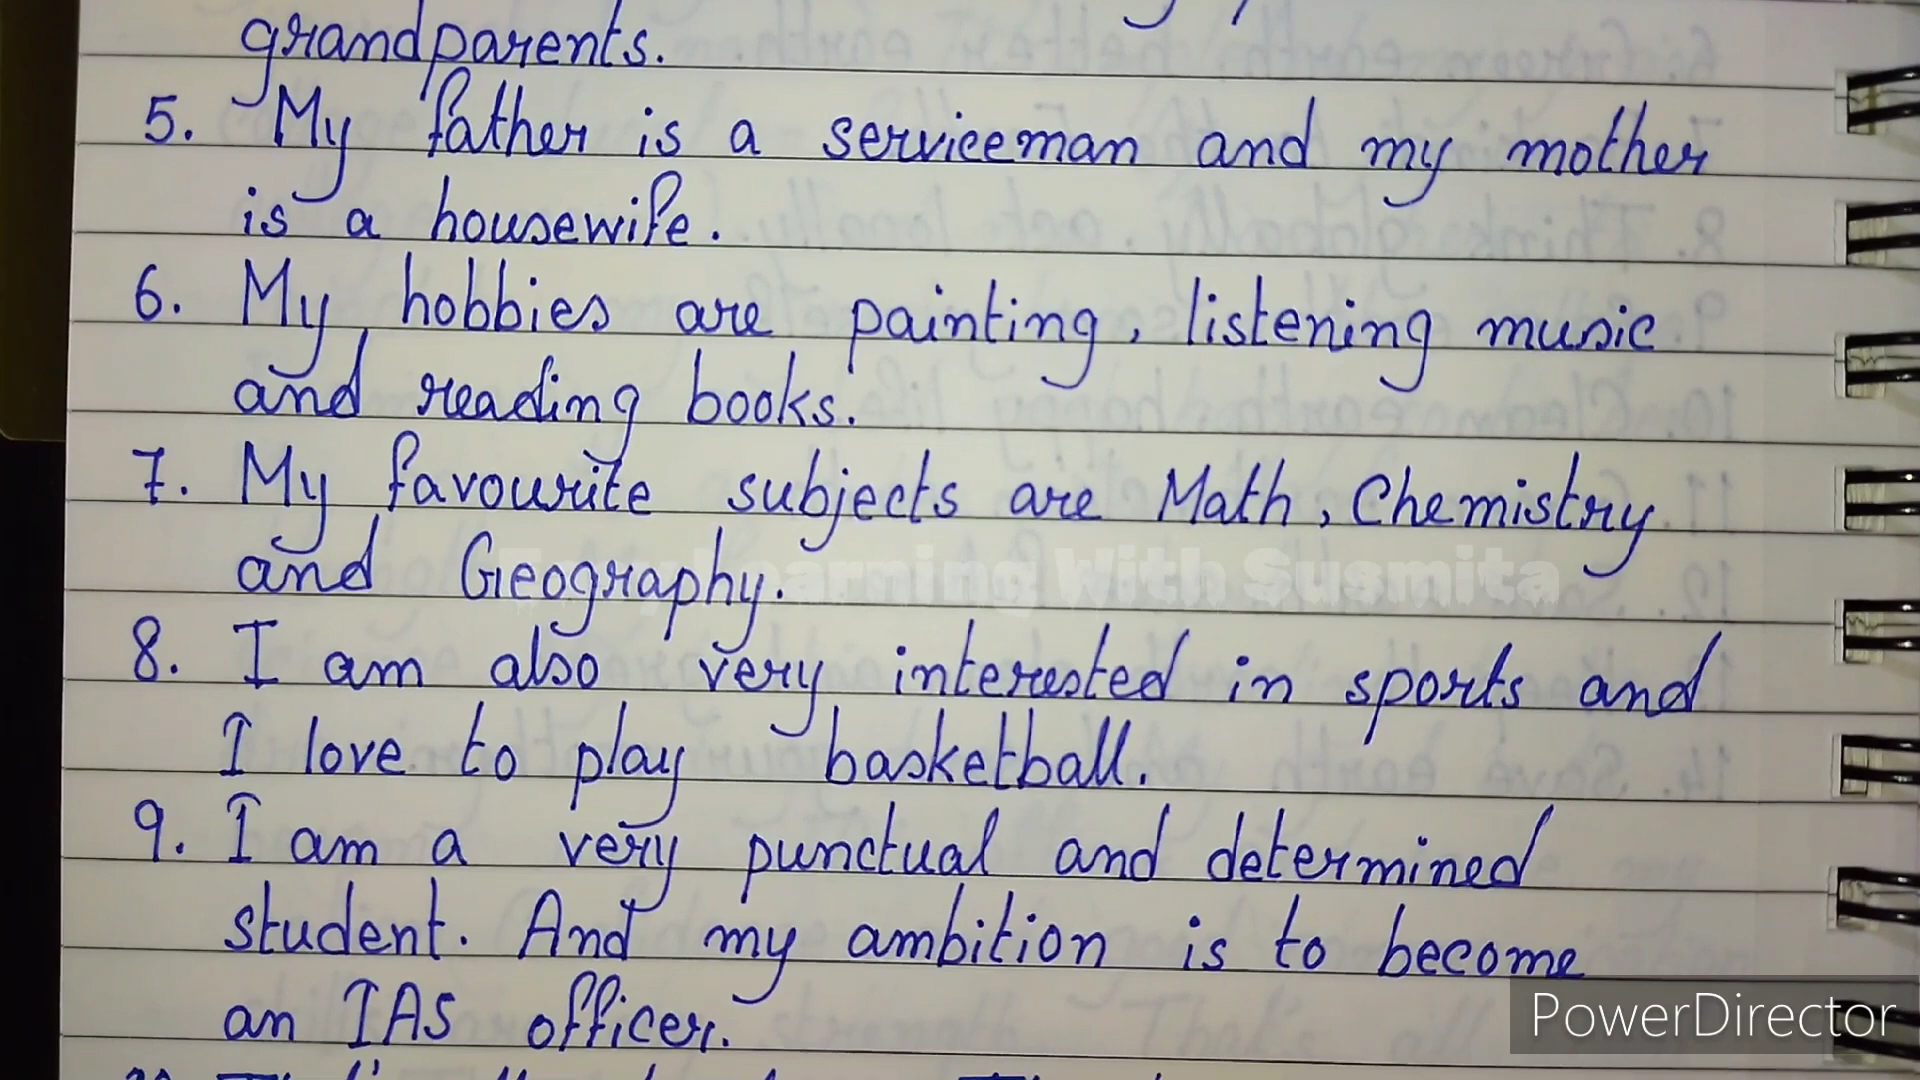 grandparents.
5. My father is a serviceman and my mother
is a housewife.
6. My hobbies are painting, listening music
and reading books.
7. My favourite subjects are Math, Chemistry
and Geography.
Learning With Susmita
8. I am also very interested in sports and
I love to play basketball.
9. I am a very punctual and determined
student. And my ambition is to become
an IAS officer.
PowerDirector